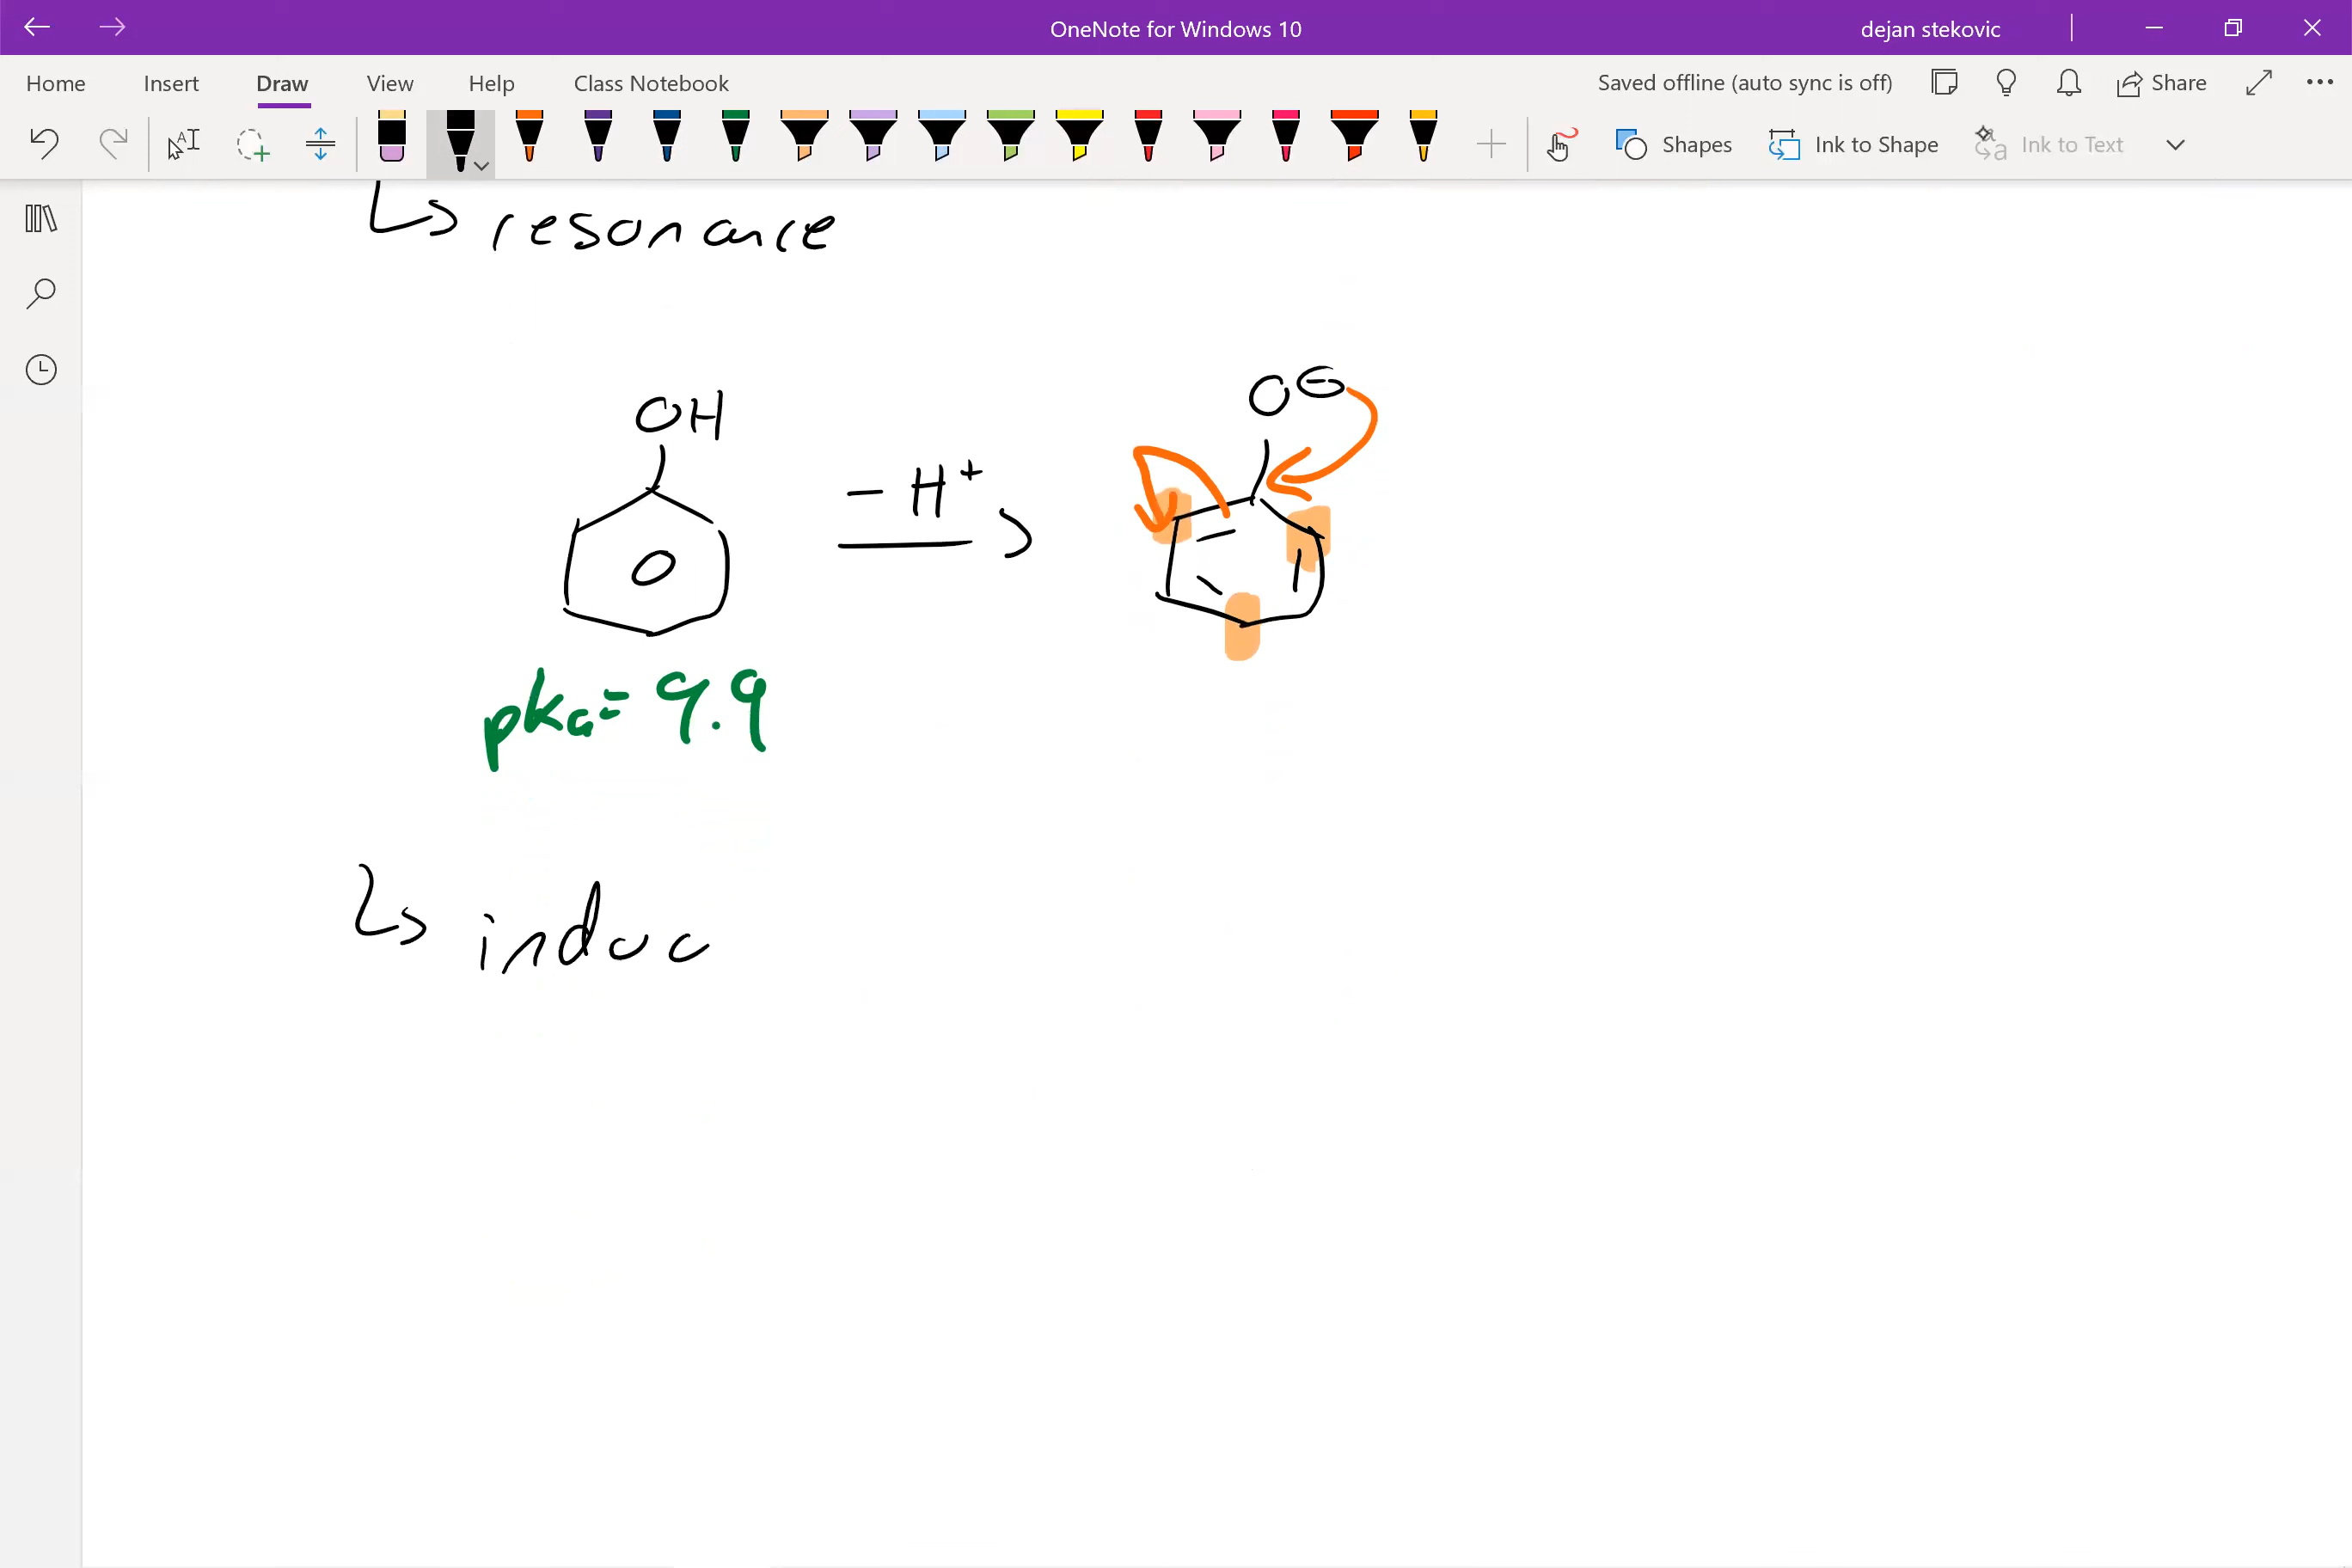 OneNote for Windows 10
dejan stekovic
Home Insert Draw View Help Class Notebook
Saved offline (auto sync is off) Share
Shapes Ink to Shape Ink to Text
↳ resonance
OH
- H⁺
O⊖
pka = 9.9
↳ induc